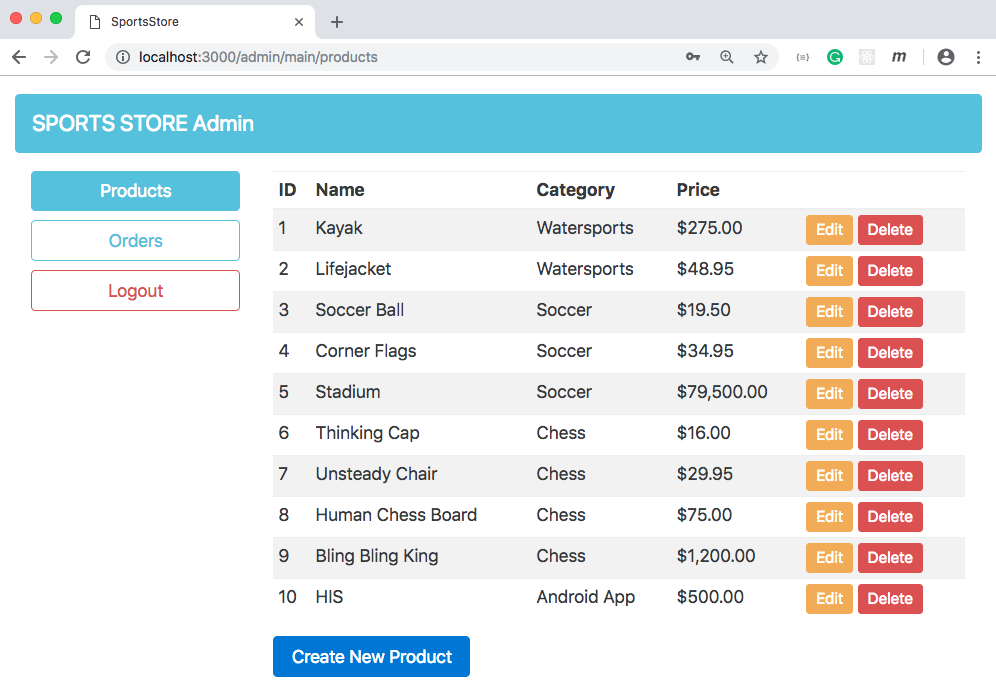 SportsStore
localhost:3000/admin/main/products
SPORTS STORE Admin
Products
Orders
Logout
ID Name Category Price
1 Kayak Watersports $275.00 Edit Delete
2 Lifejacket Watersports $48.95 Edit Delete
3 Soccer Ball Soccer $19.50 Edit Delete
4 Corner Flags Soccer $34.95 Edit Delete
5 Stadium Soccer $79,500.00 Edit Delete
6 Thinking Cap Chess $16.00 Edit Delete
7 Unsteady Chair Chess $29.95 Edit Delete
8 Human Chess Board Chess $75.00 Edit Delete
9 Bling Bling King Chess $1,200.00 Edit Delete
10 HIS Android App $500.00 Edit Delete
Create New Product